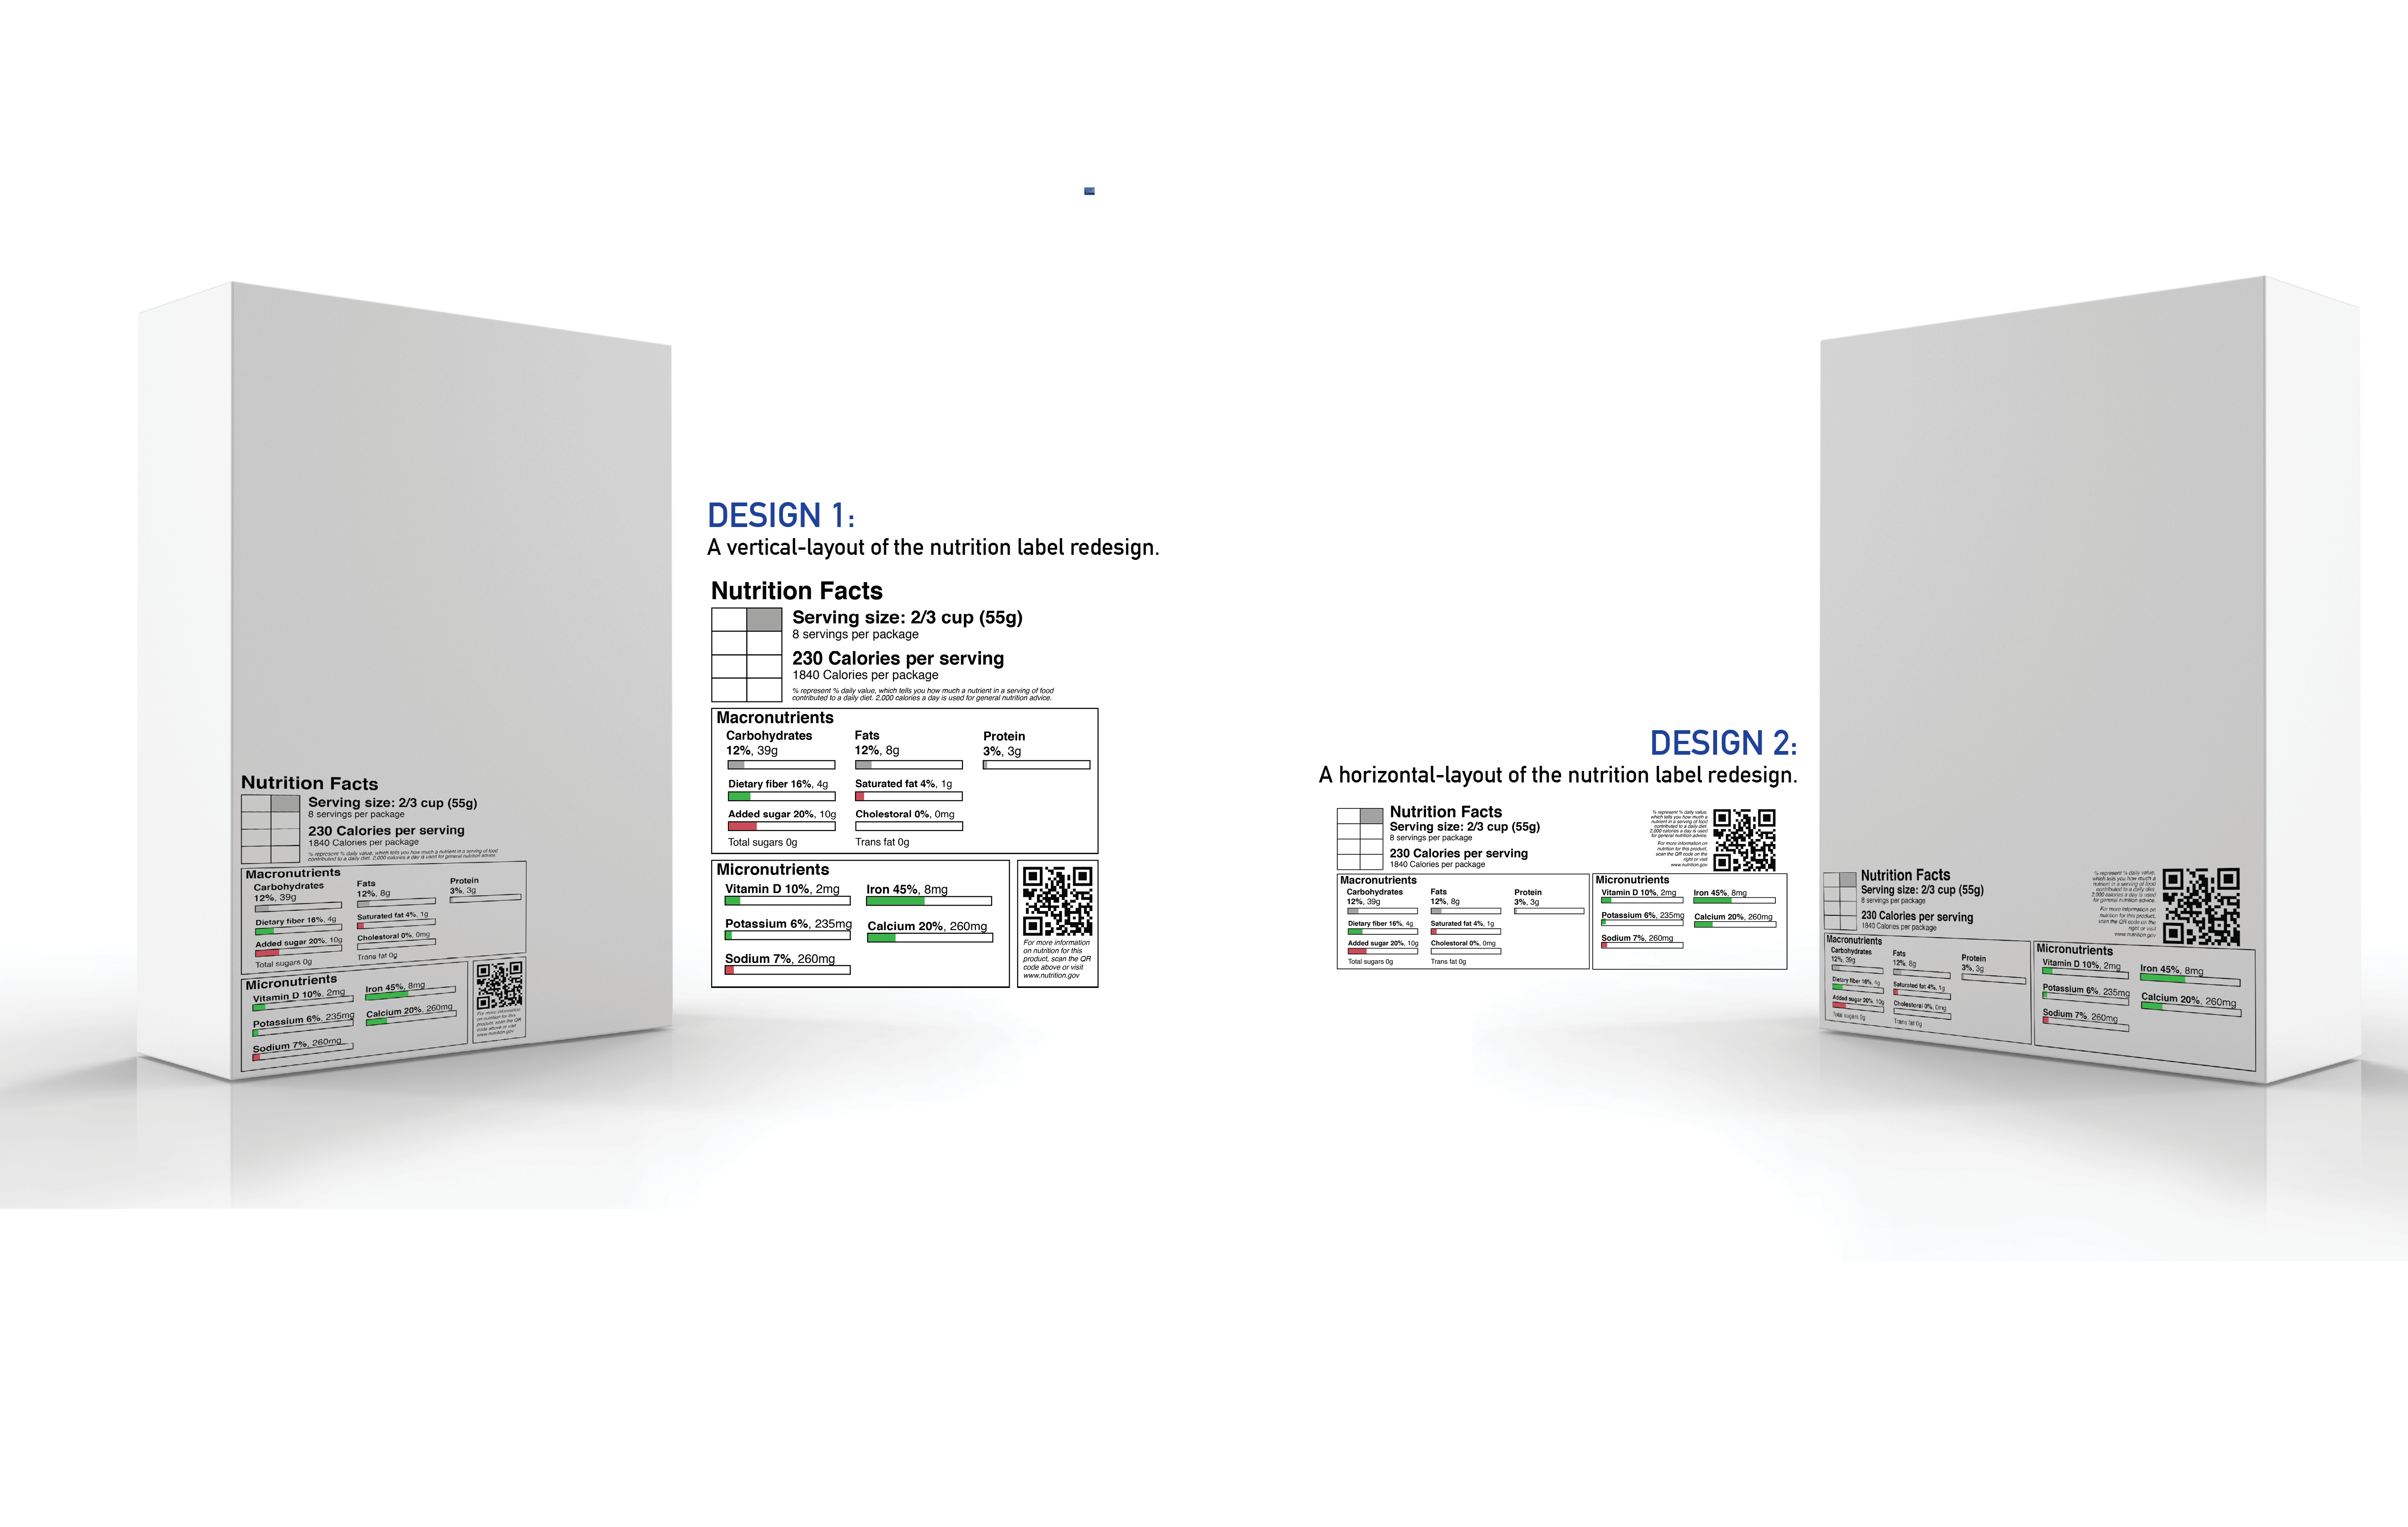 DESIGN 1:
A vertical-layout of the nutrition label redesign.
Nutrition Facts
Serving size: 2/3 cup (55g)
8 servings per package
230 Calories per serving
1840 Calories per package
% represent % daily value, which tells you how much a nutrient in a serving of food
contributed to a daily diet. 2,000 calories a day is used for general nutrition advice.
Macronutrients
Carbohydrates
12%, 39g
Fats
12%, 8g
Protein
3%, 3g
Dietary fiber 16%, 4g
Saturated fat 4%, 1g
Added sugar 20%, 10g
Cholestoral 0%, 0mg
Total sugars 0g
Trans fat 0g
Micronutrients
Vitamin D 10%, 2mg
Iron 45%, 8mg
Potassium 6%, 235mg
Calcium 20%, 260mg
Sodium 7%, 260mg
For more information
on nutrition for this
product, scan the QR
code above or visit
www.nutrition.gov
Nutrition Facts
Serving size: 2/3 cup (55g)
8 servings per package
230 Calories per serving
1840 Calories per package
% represent % daily value, which tells you how much a nutrient in a serving of food
contributed to a daily diet. 2,000 calories a day is used for general nutrition advice.
Macronutrients
Carbohydrates
12%, 39g
Fats
12%, 8g
Protein
3%, 3g
Dietary fiber 16%, 4g
Saturated fat 4%, 1g
Added sugar 20%, 10g
Cholestoral 0%, 0mg
Total sugars 0g
Trans fat 0g
Micronutrients
Vitamin D 10%, 2mg
Iron 45%, 8mg
Potassium 6%, 235mg
Calcium 20%, 260mg
Sodium 7%, 260mg
For more information
on nutrition for this
product, scan the QR
code above or visit
www.nutrition.gov
DESIGN 2:
A horizontal-layout of the nutrition label redesign.
Nutrition Facts
Serving size: 2/3 cup (55g)
8 servings per package
230 Calories per serving
1840 Calories per package
% represent % daily value,
which tells you how much a
nutrient in a serving of food
contributed to a daily diet.
2,000 calories a day is used
for general nutrition advice.
For more information on
nutrition for this product,
scan the QR code on the
right or visit
www.nutrition.gov
Macronutrients
Carbohydrates
12%, 39g
Fats
12%, 8g
Protein
3%, 3g
Dietary fiber 16%, 4g
Saturated fat 4%, 1g
Added sugar 20%, 10g
Cholestoral 0%, 0mg
Total sugars 0g
Trans fat 0g
Micronutrients
Vitamin D 10%, 2mg
Iron 45%, 8mg
Potassium 6%, 235mg
Calcium 20%, 260mg
Sodium 7%, 260mg
Nutrition Facts
Serving size: 2/3 cup (55g)
8 servings per package
230 Calories per serving
1840 Calories per package
% represent % daily value,
which tells you how much a
nutrient in a serving of food
contributed to a daily diet.
2,000 calories a day is used
for general nutrition advice.
For more information on
nutrition for this product,
scan the QR code on the
right or visit
www.nutrition.gov
Macronutrients
Carbohydrates
12%, 39g
Fats
12%, 8g
Protein
3%, 3g
Dietary fiber 16%, 4g
Saturated fat 4%, 1g
Added sugar 20%, 10g
Cholestoral 0%, 0mg
Total sugars 0g
Trans fat 0g
Micronutrients
Vitamin D 10%, 2mg
Iron 45%, 8mg
Potassium 6%, 235mg
Calcium 20%, 260mg
Sodium 7%, 260mg